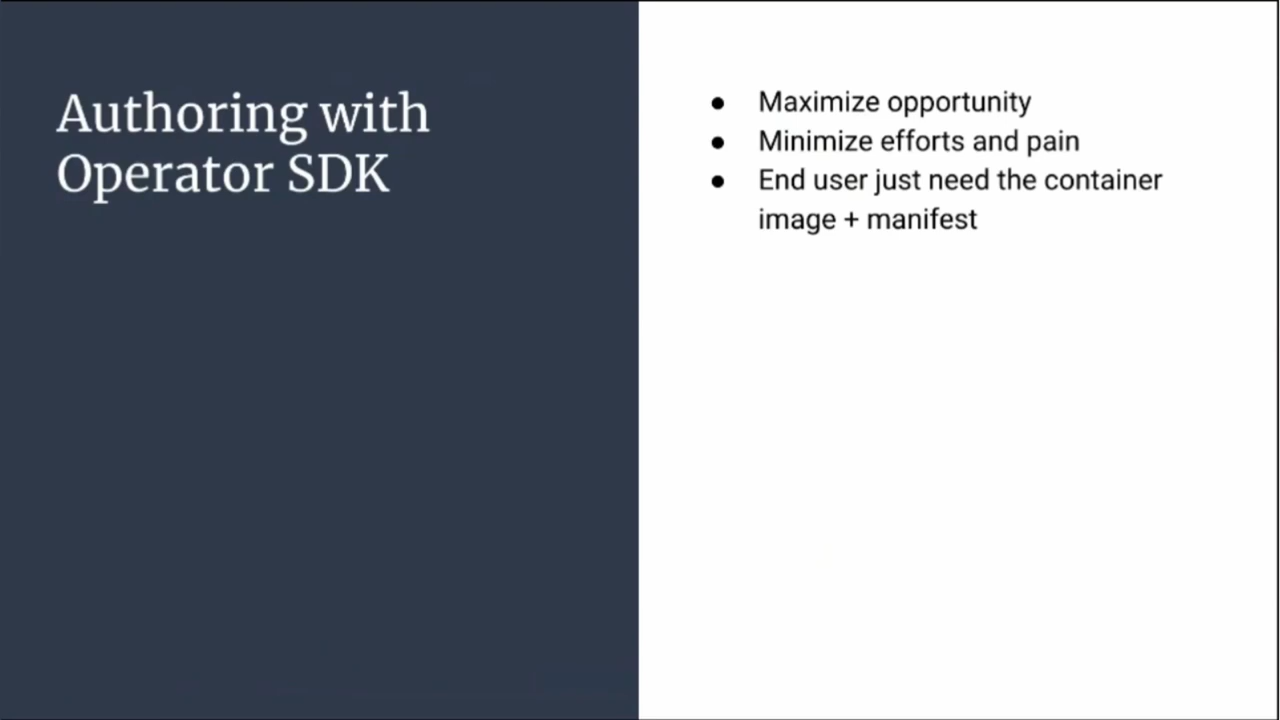 Authoring with
Operator SDK
● Maximize opportunity
● Minimize efforts and pain
● End user just need the container
image + manifest